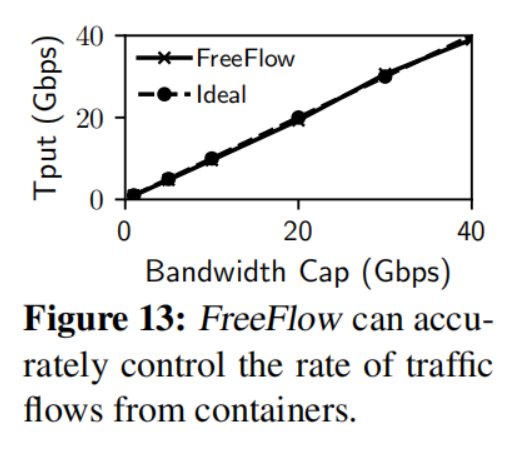 40
20
0
Tput (Gbps)
FreeFlow
Ideal
0 20 40
Bandwidth Cap (Gbps)
Figure 13: FreeFlow can accu-
rately control the rate of traffic
flows from containers.